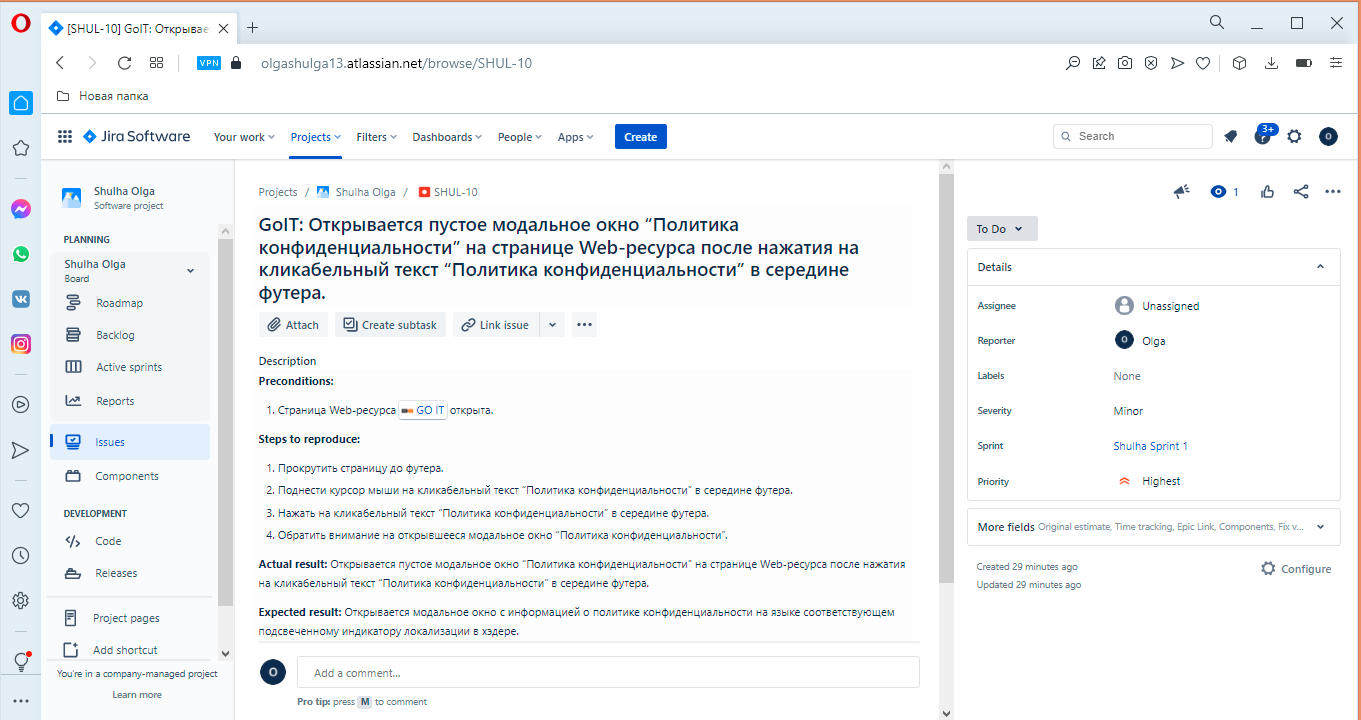 [SHUL-10] GoIT: Открывает
VPN
olgashulga13.atlassian.net/browse/SHUL-10
Новая папка
Jira Software
Your work
Projects
Filters
Dashboards
People
Apps
Create
Search
3+
O
Shulha Olga
Software project
PLANNING
Shulha Olga
Board
Roadmap
Backlog
Active sprints
Reports
Issues
Components
DEVELOPMENT
Code
Releases
Project pages
Add shortcut
You're in a company-managed project
Learn more
Projects / Shulha Olga / SHUL-10
GoIT: Открывается пустое модальное окно “Политика
конфиденциальности” на странице Web-ресурса после нажатия на
кликабельный текст “Политика конфиденциальности” в середине
футера.
Attach
Create subtask
Link issue
Description
Preconditions:
1. Страница Web-ресурса GO IT открыта.
Steps to reproduce:
1. Прокрутить страницу до футера.
2. Поднести курсор мыши на кликабельный текст “Политика конфиденциальности” в середине футера.
3. Нажать на кликабельный текст “Политика конфиденциальности” в середине футера.
4. Обратить внимание на открывшееся модальное окно “Политика конфиденциальности”.
Actual result: Открывается пустое модальное окно “Политика конфиденциальности” на странице Web-ресурса после нажатия
на кликабельный текст “Политика конфиденциальности” в середине футера.
Expected result: Открывается модальное окно с информацией о политике конфиденциальности на языке соответствующем
подсвеченному индикатору локализации в хэдере.
O
Add a comment...
Pro tip: press M to comment
1
To Do
Details
Assignee
Unassigned
Reporter
O
Olga
Labels
None
Severity
Minor
Sprint
Shulha Sprint 1
Priority
Highest
More fields Original estimate, Time tracking, Epic Link, Components, Fix v...
Created 29 minutes ago
Updated 29 minutes ago
Configure